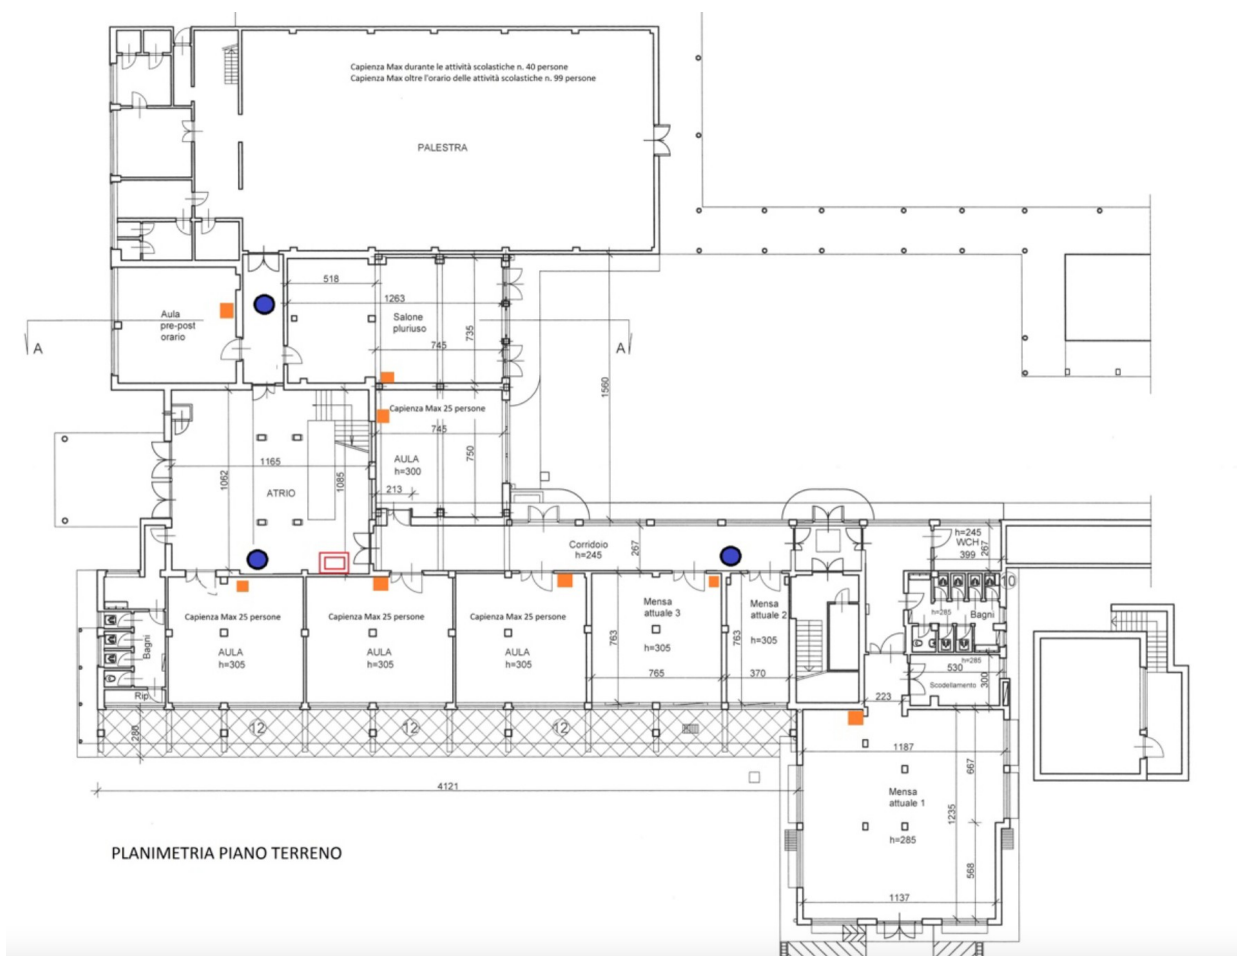 Capienza Max durante le attività scolastiche n. 40 persone
Capienza Max oltre l'orario delle attività scolastiche n. 99 persone
PALESTRA
518
1263
Aula
pre-post
orario
Salone
pluriuso
735
745
A
A
1560
Capienza Max 25 persone
745
750
AULA
h=300
213
1165
1062
1085
ATRIO
Corridoio
h=245
267
h=245
WCH
399
267
10
Capienza Max 25 persone
AULA
h=305
Capienza Max 25 persone
AULA
h=305
Capienza Max 25 persone
AULA
h=305
Mensa
attuale 3
h=305
763
765
Mensa
attuale 2
h=305
763
370
h=285
Bagni
h=285
530
Scodellamento
300
223
Bagni
Rip.
286
12
12
12
4121
1187
667
Mensa
attuale 1
1235
h=285
568
1137
PLANIMETRIA PIANO TERRENO